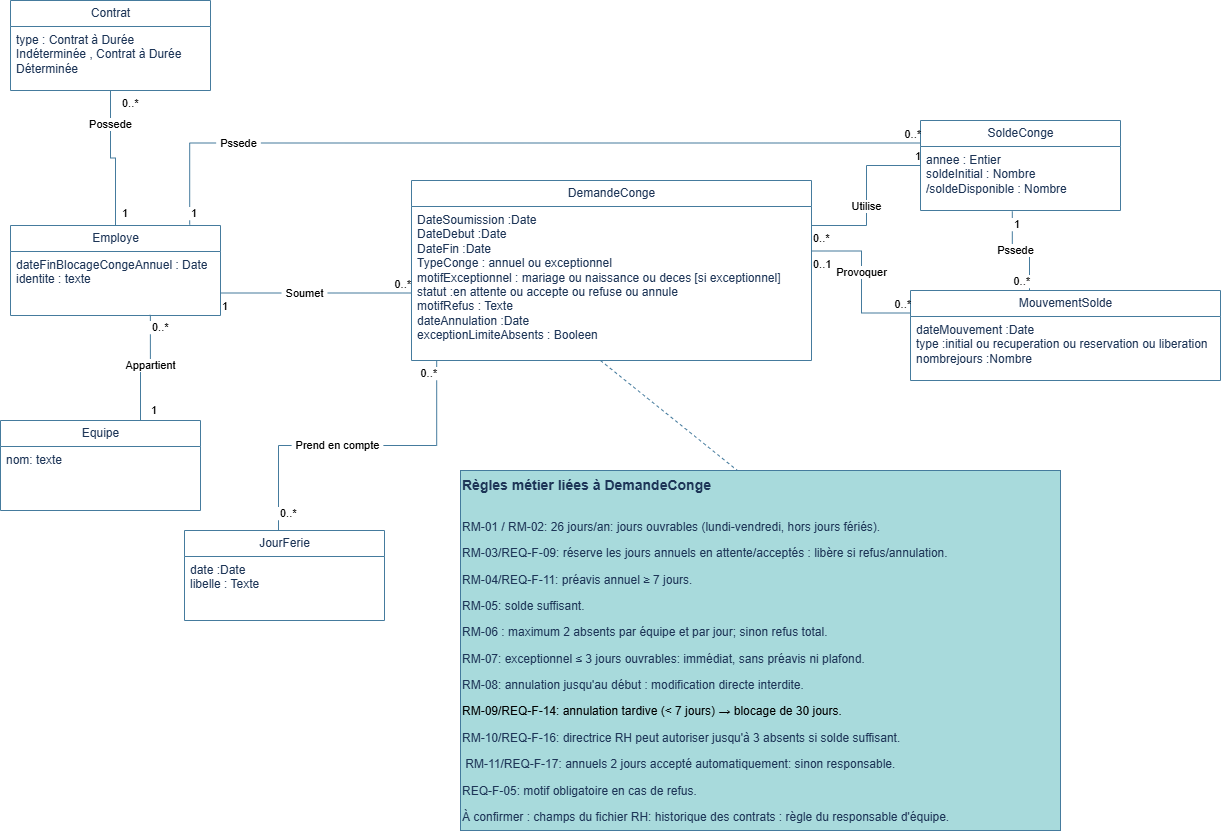 Contrat
type : Contrat à Durée
Indéterminée , Contrat à Durée
Déterminée
0..*
Possede
1
Pssede
1
0..*
SoldeConge
annee : Entier
soldeInitial : Nombre
/soldeDisponible : Nombre
1
Utilise
0..*
DemandeConge
DateSoumission :Date
DateDebut :Date
DateFin :Date
TypeConge : annuel ou exceptionnel
motifExceptionnel : mariage ou naissance ou deces [si exceptionnel]
statut :en attente ou accepte ou refuse ou annule
motifRefus : Texte
dateAnnulation :Date
exceptionLimiteAbsents : Booleen
Employe
dateFinBlocageCongeAnnuel : Date
identite : texte
1
Soumet
0..*
1
Pssede
0..*
0..1
Provoquer
0..*
MouvementSolde
dateMouvement :Date
type :initial ou recuperation ou reservation ou liberation
nombrejours :Nombre
0..*
Appartient
1
Equipe
nom: texte
0..*
Prend en compte
0..*
JourFerie
date :Date
libelle : Texte
Règles métier liées à DemandeConge
RM-01 / RM-02: 26 jours/an: jours ouvrables (lundi-vendredi, hors jours fériés).
RM-03/REQ-F-09: réserve les jours annuels en attente/acceptés : libère si refus/annulation.
RM-04/REQ-F-11: préavis annuel ≥ 7 jours.
RM-05: solde suffisant.
RM-06 : maximum 2 absents par équipe et par jour; sinon refus total.
RM-07: exceptionnel ≤ 3 jours ouvrables: immédiat, sans préavis ni plafond.
RM-08: annulation jusqu'au début : modification directe interdite.
RM-09/REQ-F-14: annulation tardive (< 7 jours) → blocage de 30 jours.
RM-10/REQ-F-16: directrice RH peut autoriser jusqu'à 3 absents si solde suffisant.
RM-11/REQ-F-17: annuels 2 jours accepté automatiquement: sinon responsable.
REQ-F-05: motif obligatoire en cas de refus.
À confirmer : champs du fichier RH: historique des contrats : règle du responsable d'équipe.